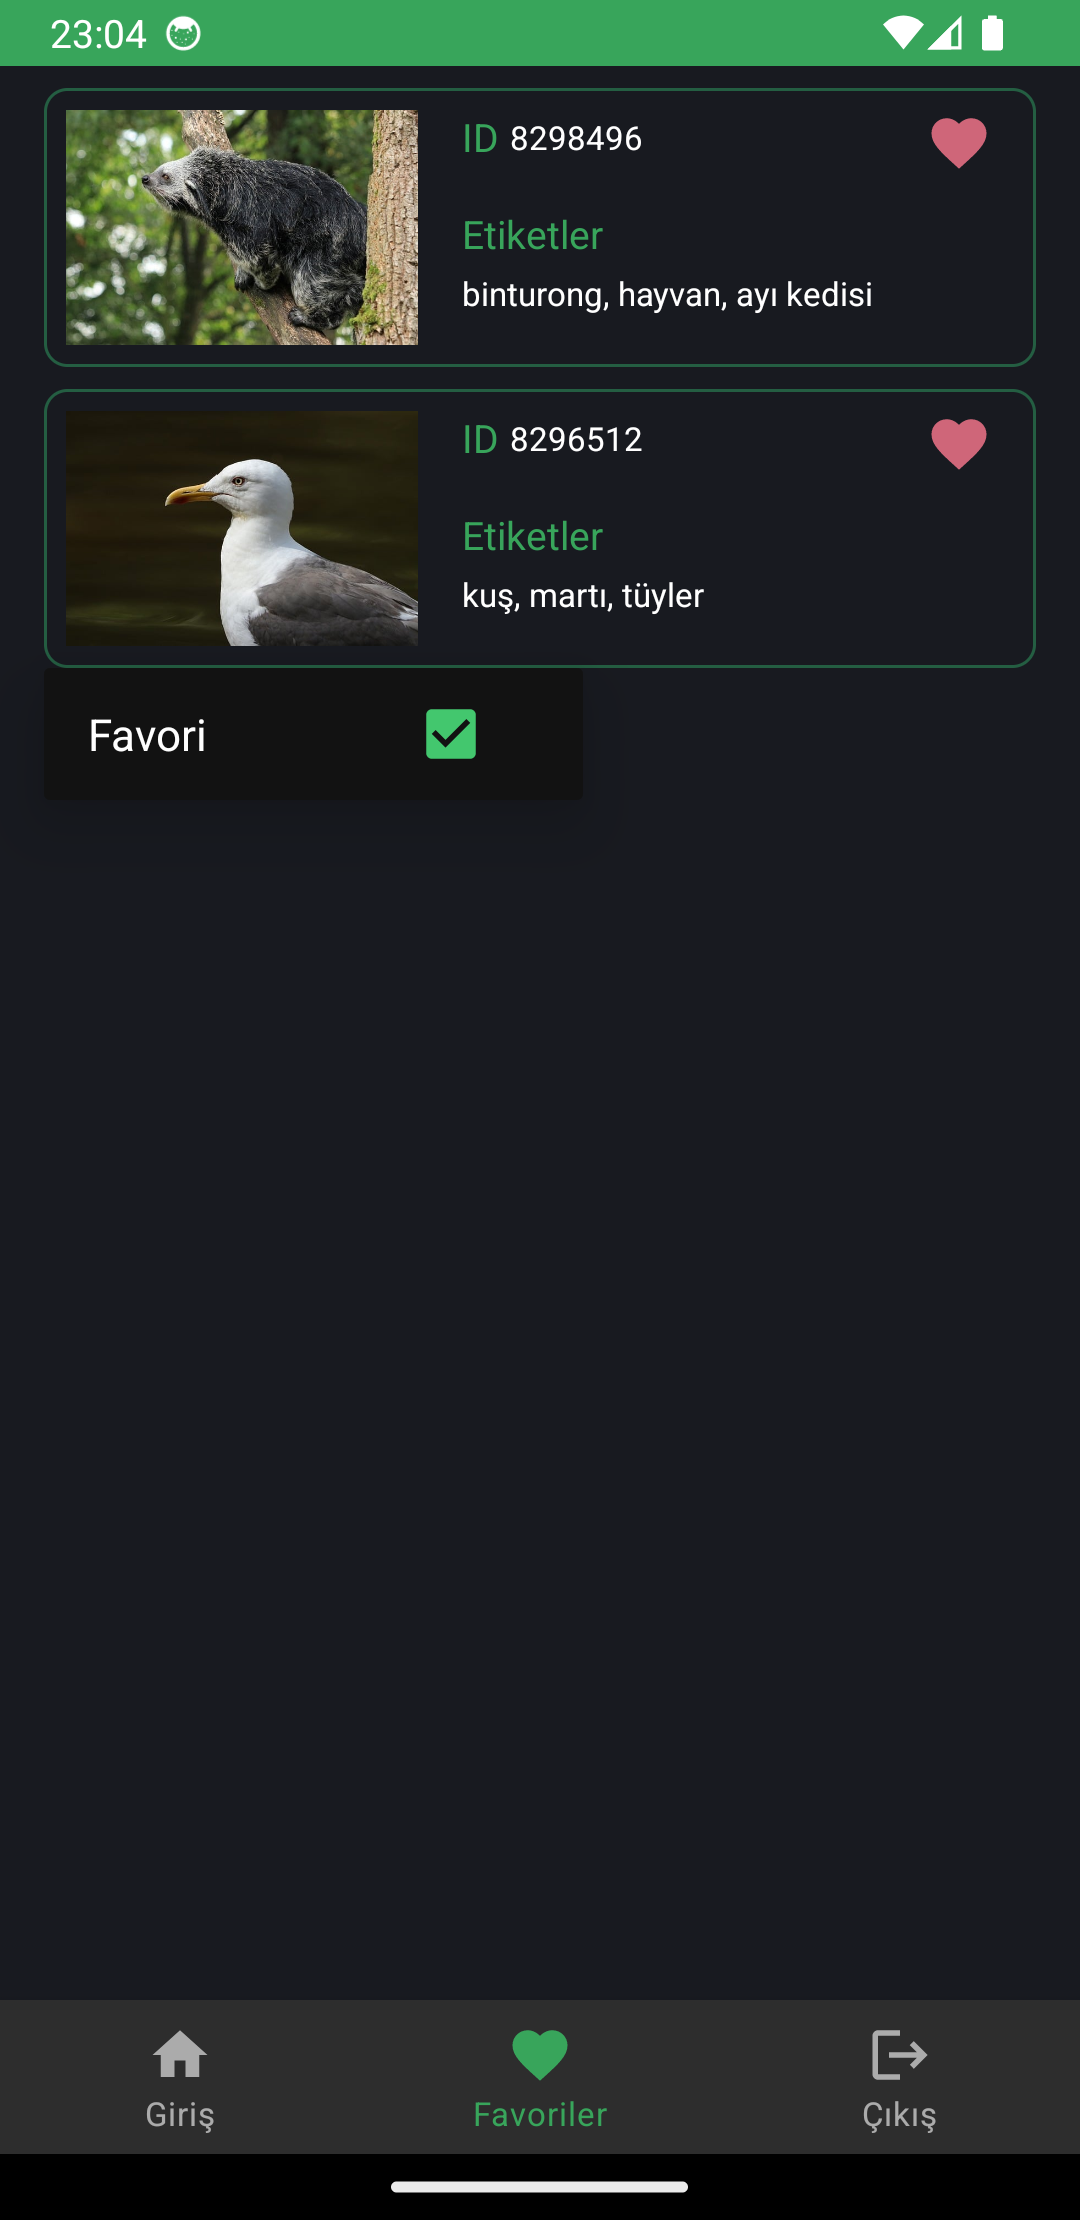 23:04
ID 8298496
Etiketler
binturong, hayvan, ayı kedisi
ID 8296512
Etiketler
kuş, martı, tüyler
Favori
Giriş
Favoriler
Çıkış